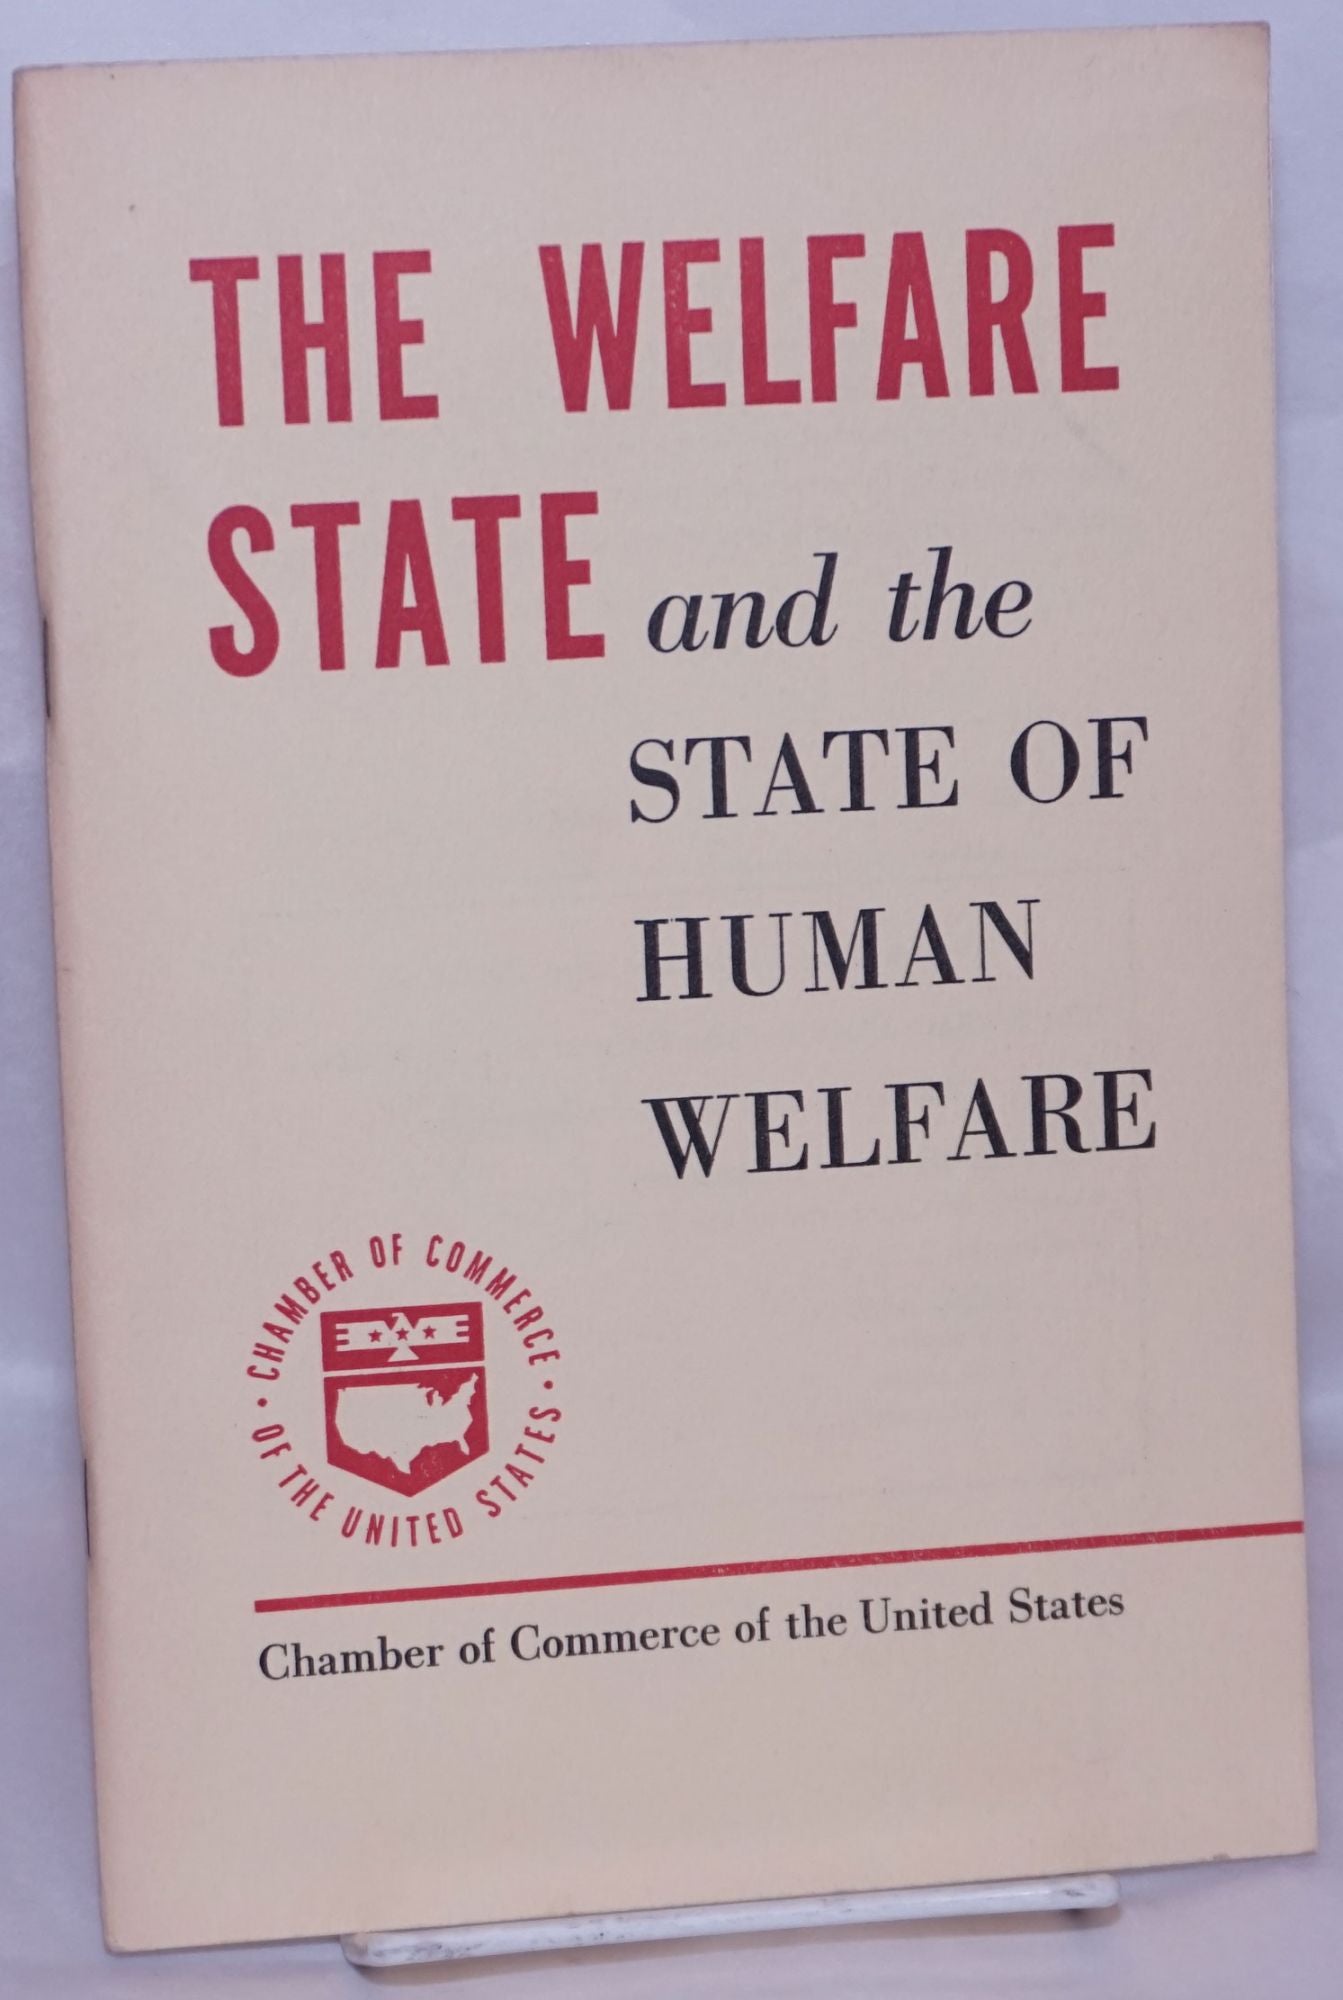 THE WELFARE
STATE and the
STATE OF
HUMAN
WELFARE
· CHAMBER OF COMMERCE ·
OF THE UNITED STATES
Chamber of Commerce of the United States